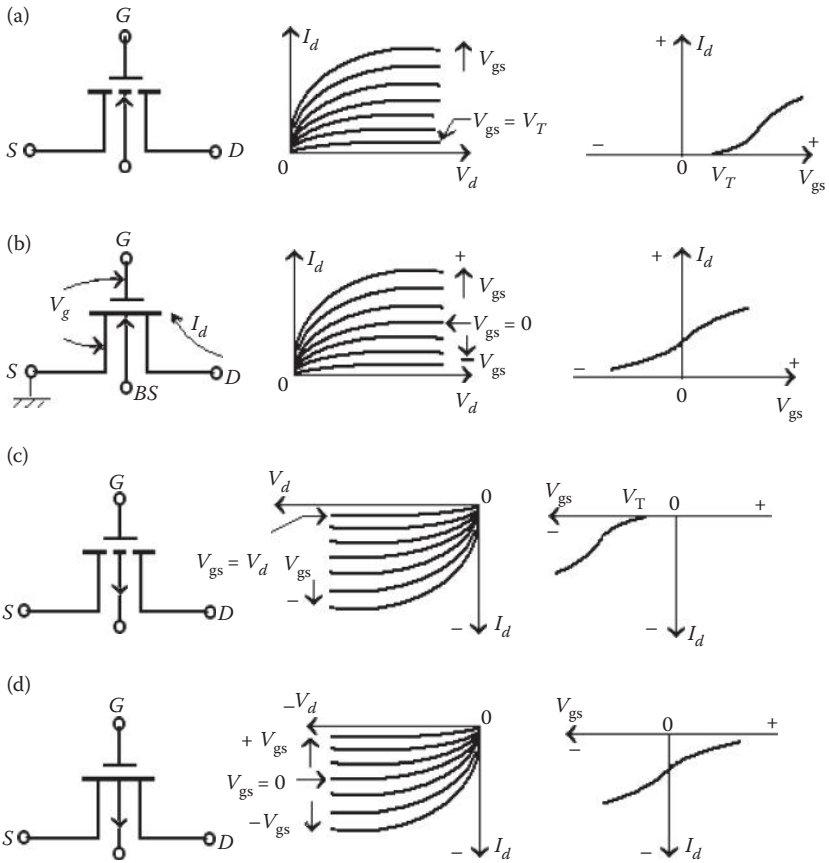 (a)
G
S
D
I_d
V_gs
V_gs = V_T
0
V_d
+
I_d
−
0
V_T
+
V_gs
(b)
G
V_g
I_d
S
BS
D
I_d
+
V_gs
V_gs = 0
− V_gs
0
V_d
+
I_d
−
0
+
V_gs
(c)
G
S
D
V_d
0
V_gs = V_d
V_gs
−
−
I_d
V_gs
V_T
0
+
−
−
I_d
(d)
G
S
D
−V_d
0
+ V_gs
V_gs = 0
−V_gs
−
I_d
V_gs
0
+
−
−
I_d